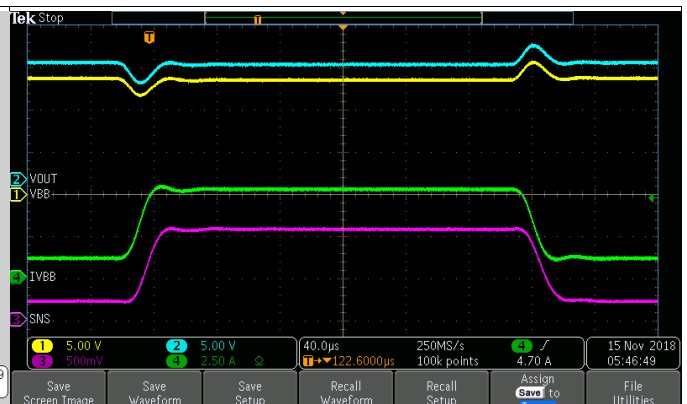 Tek Stop
T
T
2 VOUT
1 VBB
4 IVBB
3 SNS
1 5.00 V 2 5.00 V 40.0µs 250MS/s 4 15 Nov 2018
3 500mV 4 2.50 A Ω T→▼122.6000µs 100k points 4.70 A 05:46:49
9
Save Screen Image
Save Waveform
Save Setup
Recall Waveform
Recall Setup
Assign Save to
File Utilities